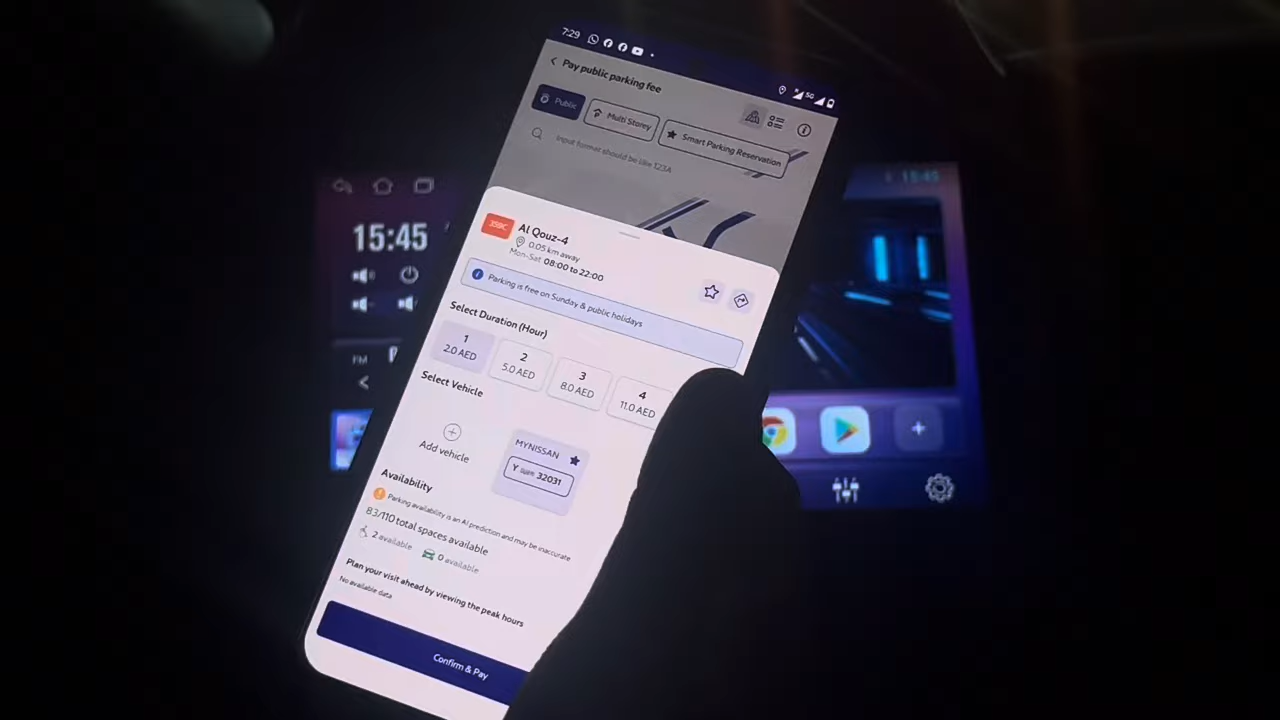 7:29
5G
Pay public parking fee
Public
Multi Storey
Smart Parking Reservation
Input format should be like 123A
358C
Al Qouz-4
0.05 km away
Mon-Sat 08:00 to 22:00
Parking is free on Sunday & public holidays
Select Duration (Hour)
1
2.0 AED
2
5.0 AED
3
8.0 AED
4
11.0 AED
Select Vehicle
Add vehicle
MYNISSAN
Y 32031
Availability
Parking availability is an AI prediction and may be inaccurate
83/110 total spaces available
2 available
0 available
Plan your visit ahead by viewing the peak hours
No available data
Confirm & Pay
15:45
FM
15:45